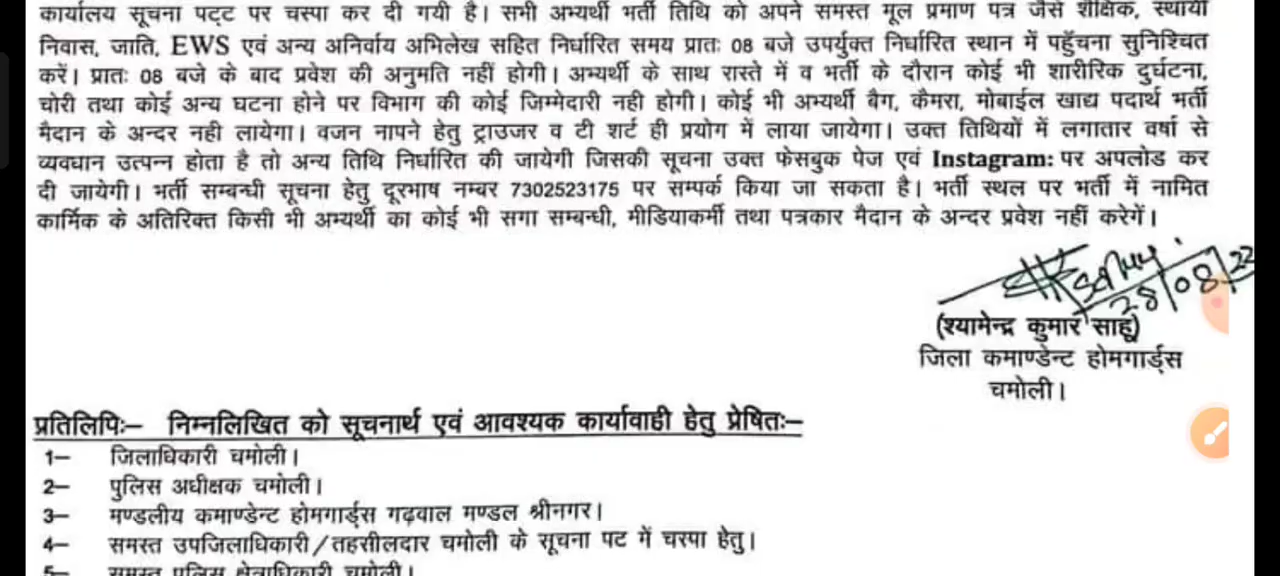 कार्यालय सूचना पट्ट पर चस्पा कर दी गयी है। सभी अभ्यर्थी भर्ती तिथि को अपने समस्त मूल प्रमाण पत्र जैसे शैक्षिक, स्थायी
निवास, जाति, EWS एवं अन्य अनिर्वाय अभिलेख सहित निर्धारित समय प्रातः 08 बजे उपर्युक्त निर्धारित स्थान में पहुँचना सुनिश्चित
करें। प्रातः 08 बजे के बाद प्रवेश की अनुमति नहीं होगी। अभ्यर्थी के साथ रास्ते में व भर्ती के दौरान कोई भी शारीरिक दुर्घटना,
चोरी तथा कोई अन्य घटना होने पर विभाग की कोई जिम्मेदारी नही होगी। कोई भी अभ्यर्थी बैग, कैमरा, मोबाईल खाद्य पदार्थ भर्ती
मैदान के अन्दर नही लायेगा। वजन नापने हेतु ट्राउजर व टी शर्ट ही प्रयोग में लाया जायेगा। उक्त तिथियों में लगातार वर्षा से
व्यवधान उत्पन्न होता है तो अन्य तिथि निर्धारित की जायेगी जिसकी सूचना उक्त फेसबुक पेज एवं Instagram: पर अपलोड कर
दी जायेगी। भर्ती सम्बन्धी सूचना हेतु दूरभाष नम्बर 7302523175 पर सम्पर्क किया जा सकता है। भर्ती स्थल पर भर्ती में नामित
कार्मिक के अतिरिक्त किसी भी अभ्यर्थी का कोई भी सगा सम्बन्धी, मीडियाकर्मी तथा पत्रकार मैदान के अन्दर प्रवेश नहीं करेगें।
28/08/22
(श्यामेन्द्र कुमार साहू)
जिला कमाण्डेन्ट होमगार्ड्स
चमोली।
प्रतिलिपिः– निम्नलिखित को सूचनार्थ एवं आवश्यक कार्यावाही हेतु प्रेषितः–
1– जिलाधिकारी चमोली।
2– पुलिस अधीक्षक चमोली।
3– मण्डलीय कमाण्डेन्ट होमगार्ड्स गढ़वाल मण्डल श्रीनगर।
4– समस्त उपजिलाधिकारी/तहसीलदार चमोली के सूचना पट में चस्पा हेतु।
5– समस्त पुलिस क्षेत्राधिकारी चमोली।